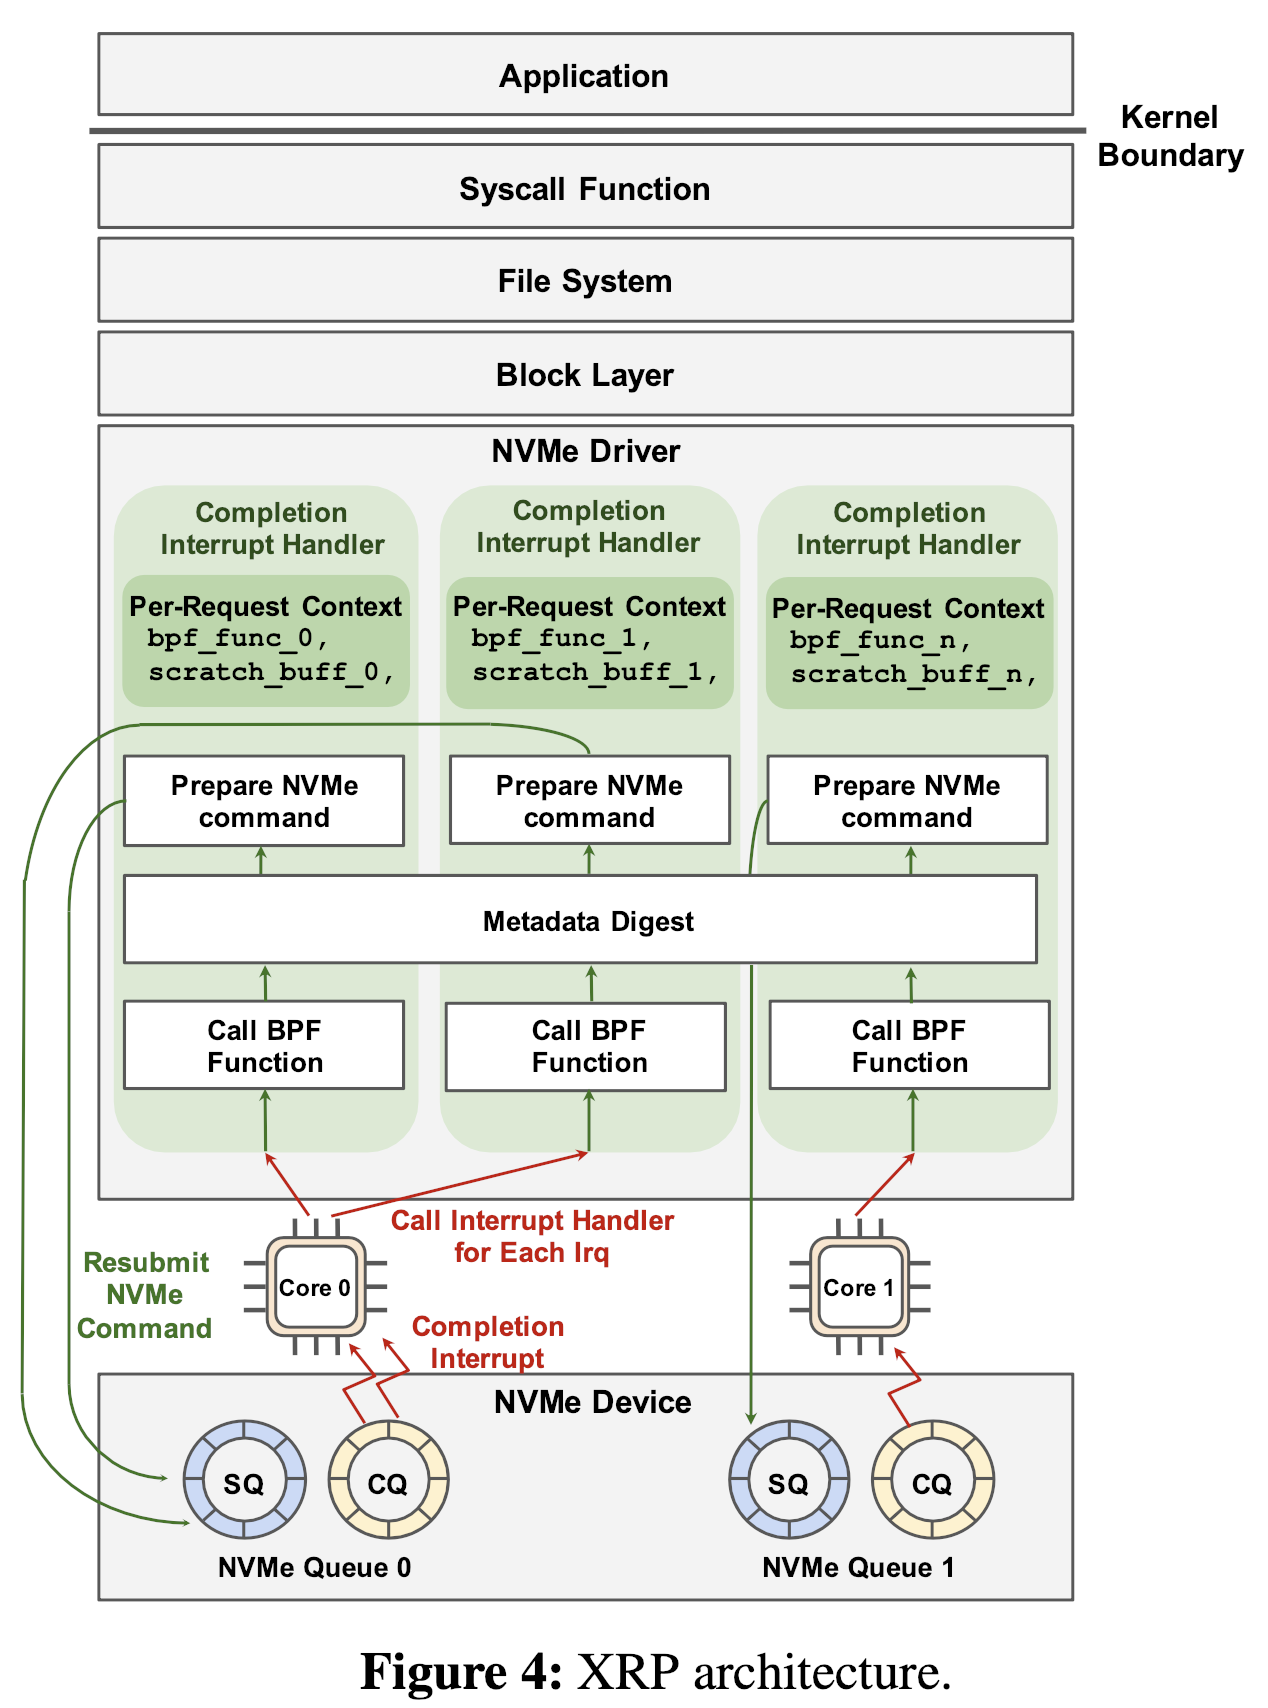 Application
Kernel
Boundary
Syscall Function
File System
Block Layer
NVMe Driver
Completion
Interrupt Handler
Per-Request Context
bpf_func_0,
scratch_buff_0,
Completion
Interrupt Handler
Per-Request Context
bpf_func_1,
scratch_buff_1,
Completion
Interrupt Handler
Per-Request Context
bpf_func_n,
scratch_buff_n,
Prepare NVMe
command
Prepare NVMe
command
Prepare NVMe
command
Metadata Digest
Call BPF
Function
Call BPF
Function
Call BPF
Function
Call Interrupt Handler
for Each Irq
Resubmit
NVMe
Command
Core 0
Core 1
Completion
Interrupt
NVMe Device
SQ
CQ
SQ
CQ
NVMe Queue 0
NVMe Queue 1
Figure 4: XRP architecture.